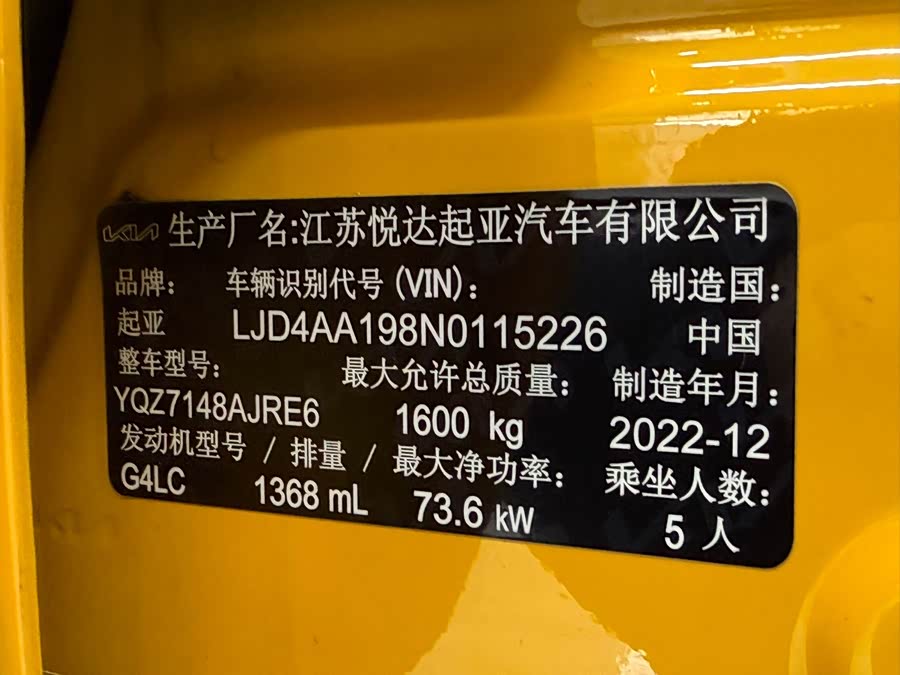 KIA 生产厂名:江苏悦达起亚汽车有限公司
品牌: 车辆识别代号(VIN): 制造国:
起亚 LJD4AA198N0115226 中国
整车型号: 最大允许总质量: 制造年月:
YQZ7148AJRE6 1600 kg 2022-12
发动机型号 / 排量 / 最大净功率: 乘坐人数:
G4LC 1368 mL 73.6 kW 5 人